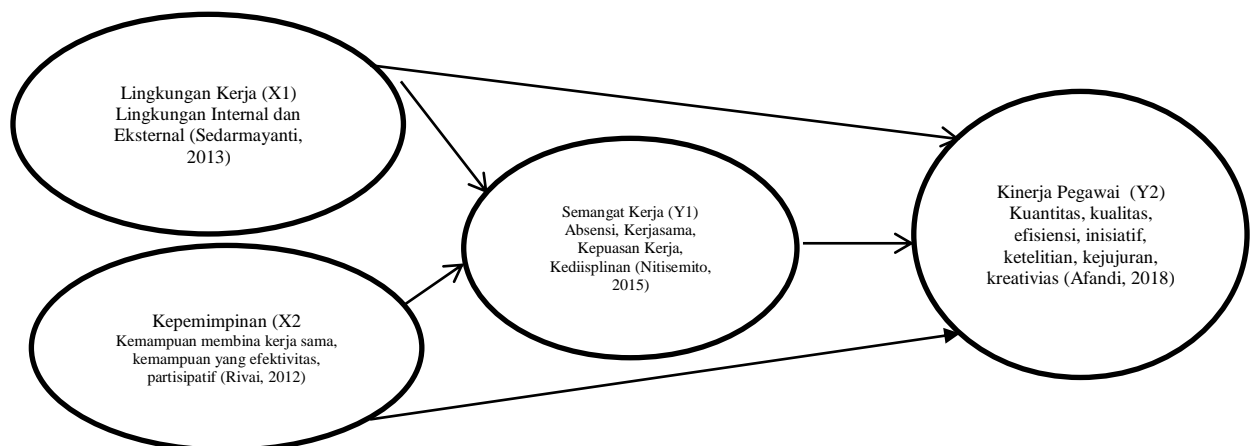 Lingkungan Kerja (X1)
Lingkungan Internal dan
Eksternal (Sedarmayanti,
2013)
Kepemimpinan (X2
Kemampuan membina kerja sama,
kemampuan yang efektivitas,
partisipatif (Rivai, 2012)
Semangat Kerja (Y1)
Absensi, Kerjasama,
Kepuasan Kerja,
Kediisplinan (Nitisemito,
2015)
Kinerja Pegawai (Y2)
Kuantitas, kualitas,
efisiensi, inisiatif,
ketelitian, kejujuran,
kreativias (Afandi, 2018)